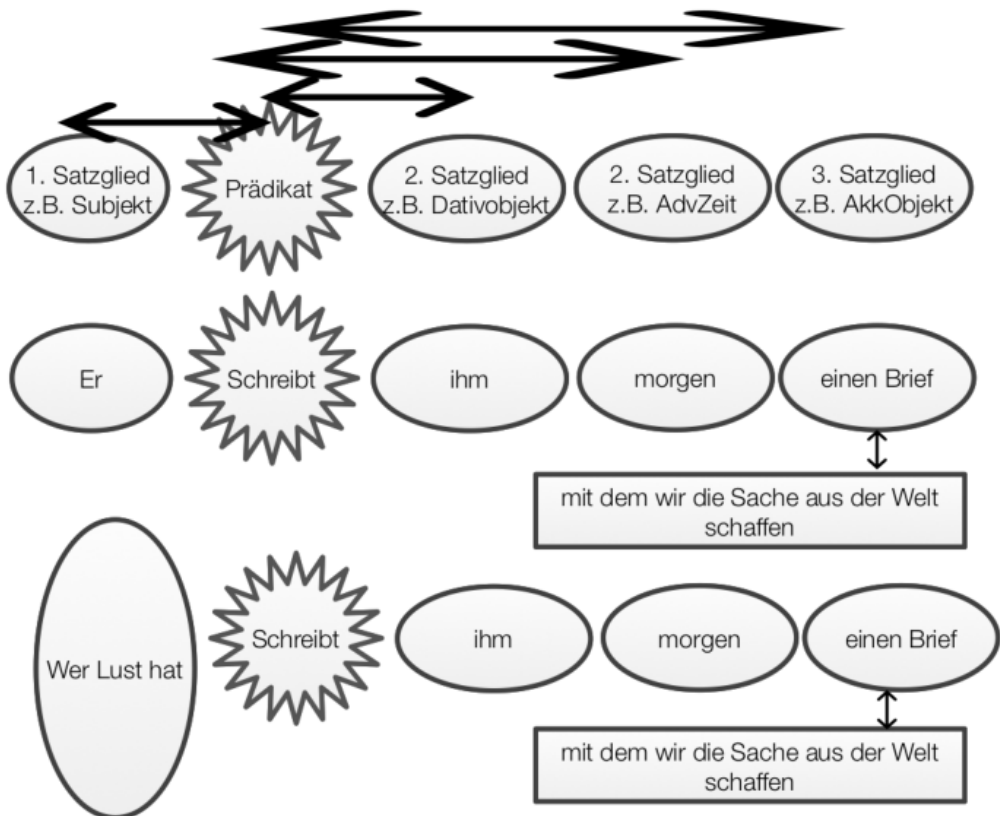 1. Satzglied
z.B. Subjekt
Prädikat
2. Satzglied
z.B. Dativobjekt
2. Satzglied
z.B. AdvZeit
3. Satzglied
z.B. AkkObjekt
Er
Schreibt
ihm
morgen
einen Brief
mit dem wir die Sache aus der Welt
schaffen
Wer Lust hat
Schreibt
ihm
morgen
einen Brief
mit dem wir die Sache aus der Welt
schaffen